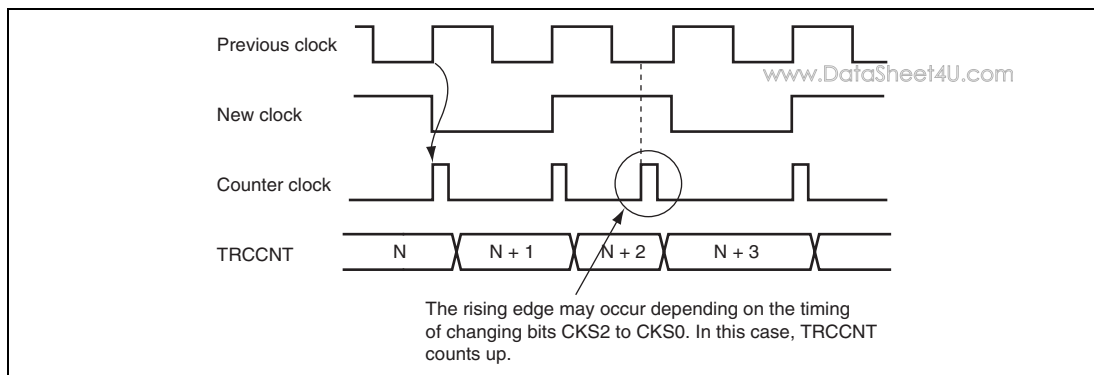 Previous clock
www.DataSheet4U.com
New clock
Counter clock
TRCCNT
N
N + 1
N + 2
N + 3
The rising edge may occur depending on the timing
of changing bits CKS2 to CKS0. In this case, TRCCNT
counts up.